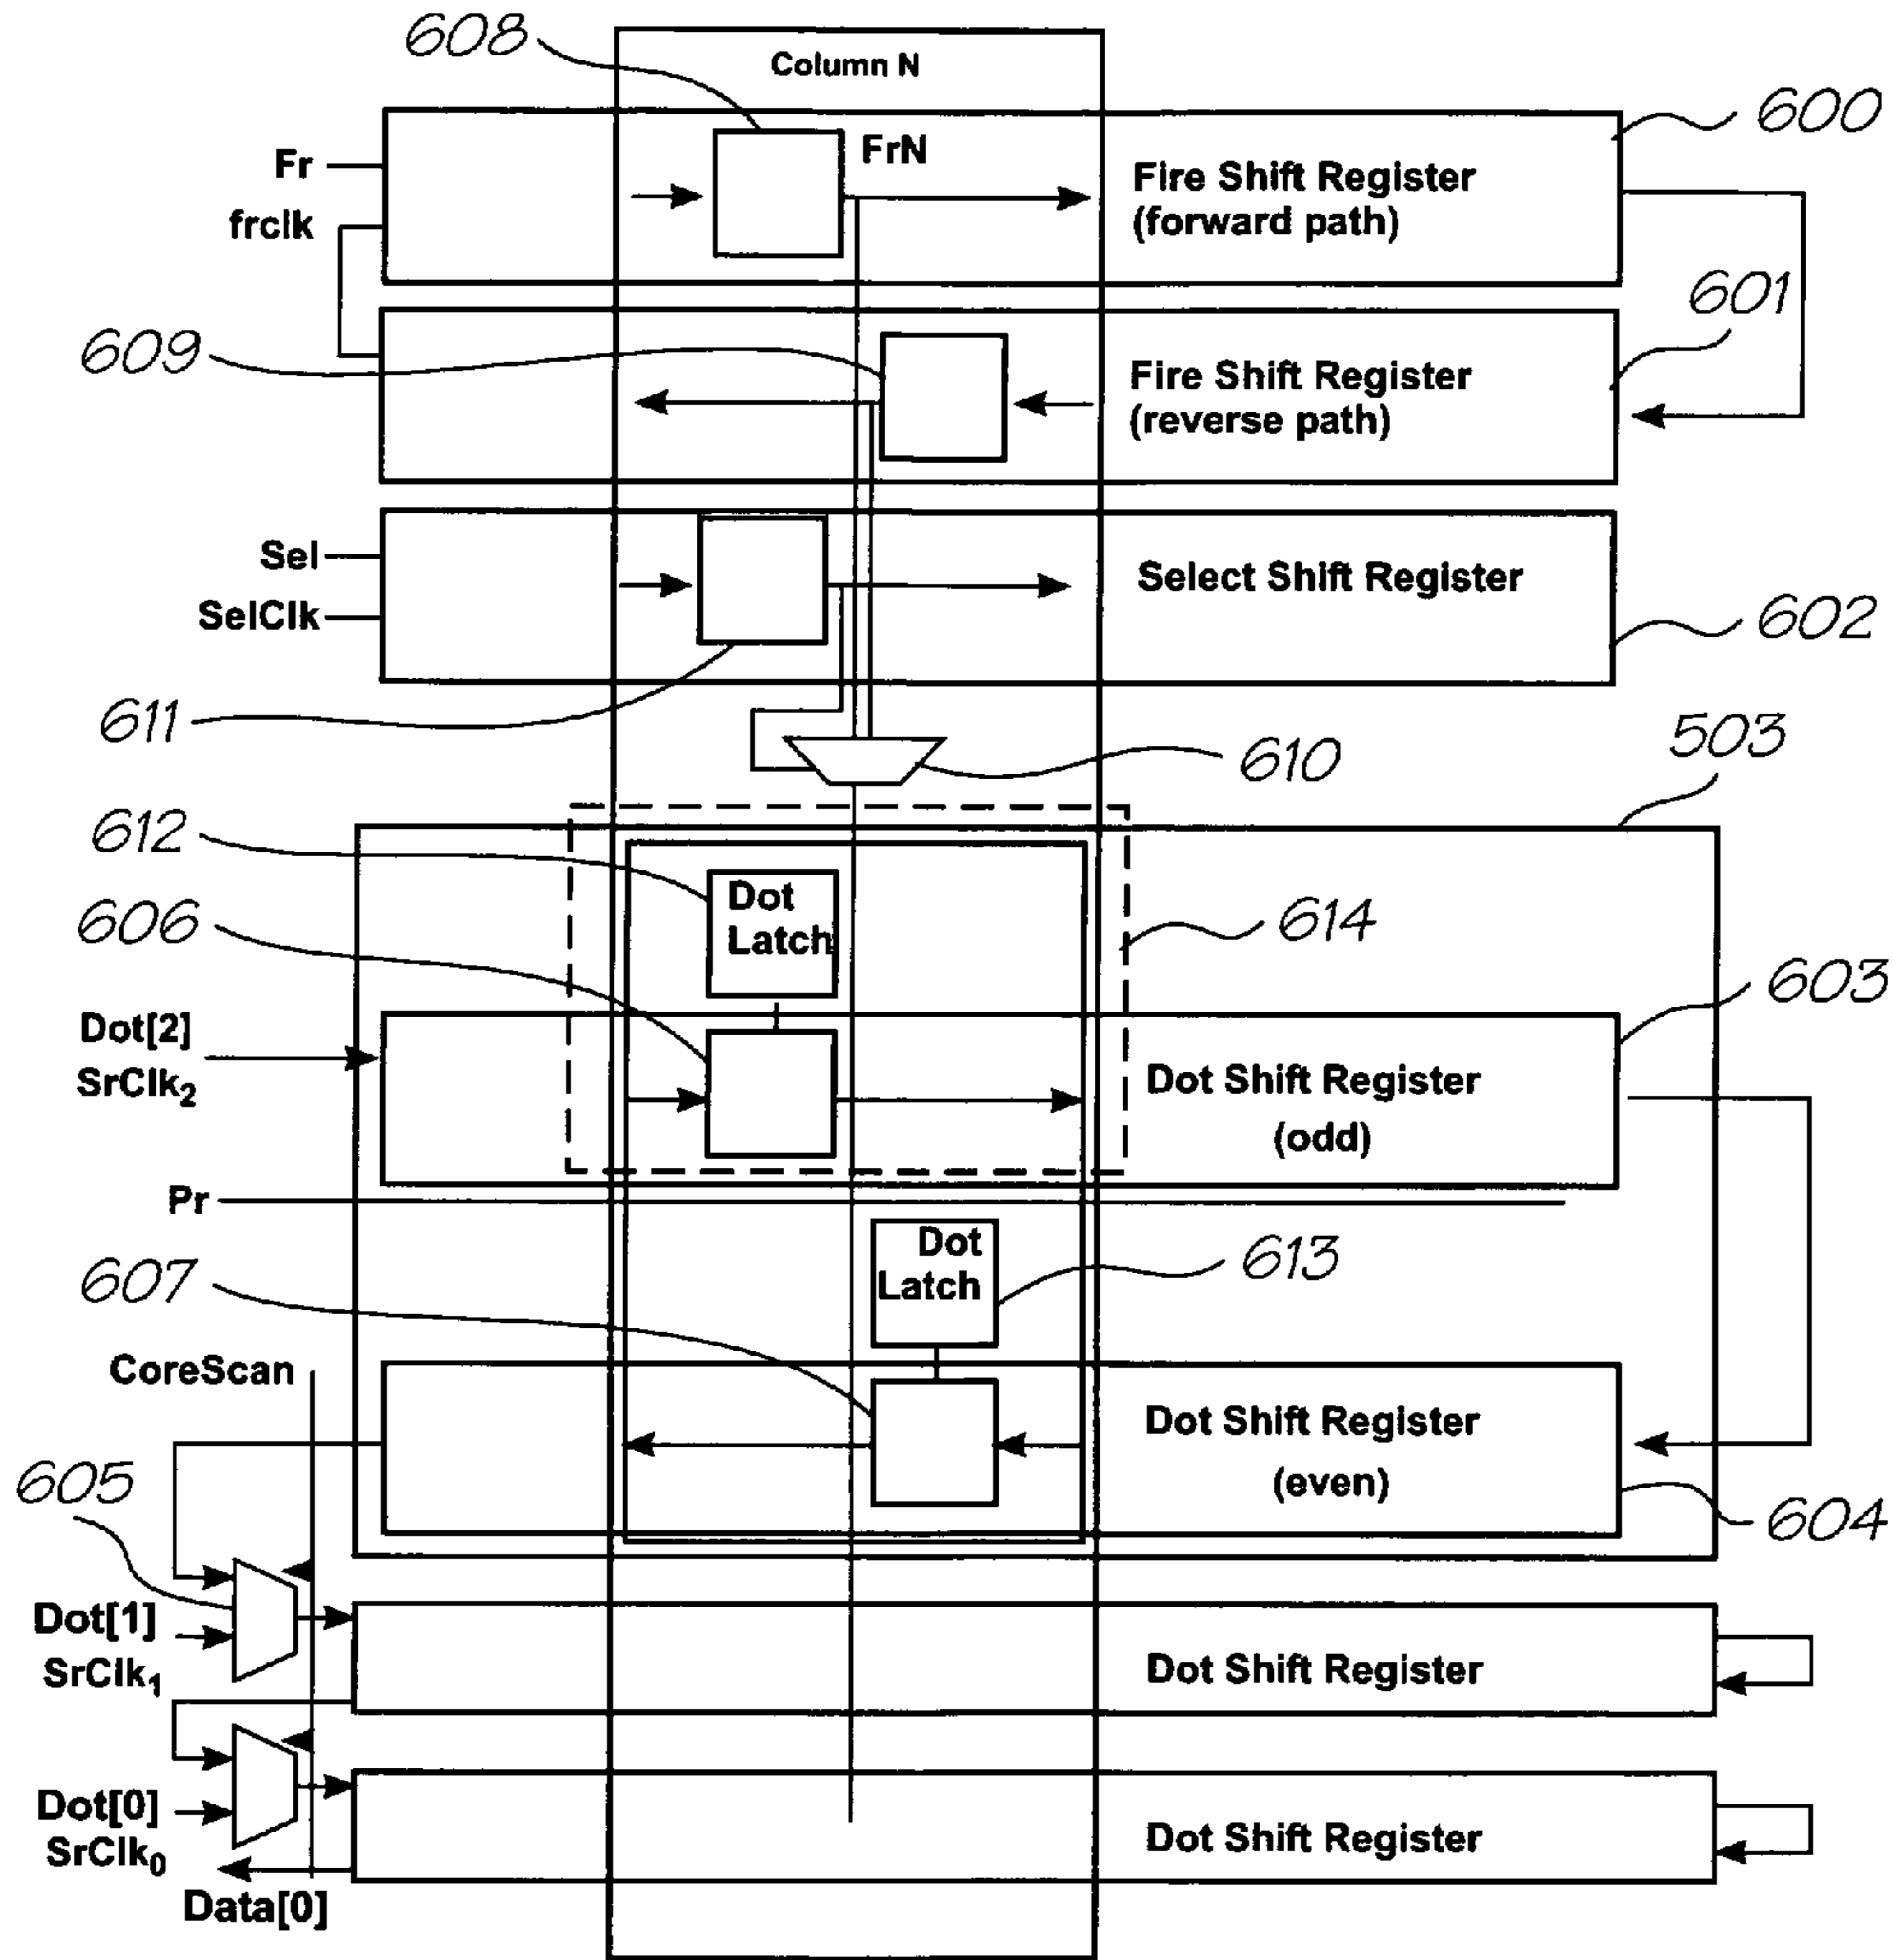 608
Column N
600
Fr
FrN
Fire Shift Register
(forward path)
frclk
601
609
Fire Shift Register
(reverse path)
Sel
Select Shift Register
SelClk
602
611
503
610
612
Dot
Latch
606
614
603
Dot[2]
SrClk2
Dot Shift Register
(odd)
Pr
Dot
Latch
613
607
CoreScan
Dot Shift Register
(even)
605
604
Dot[1]
SrClk1
Dot Shift Register
Dot[0]
SrClk0
Dot Shift Register
Data[0]